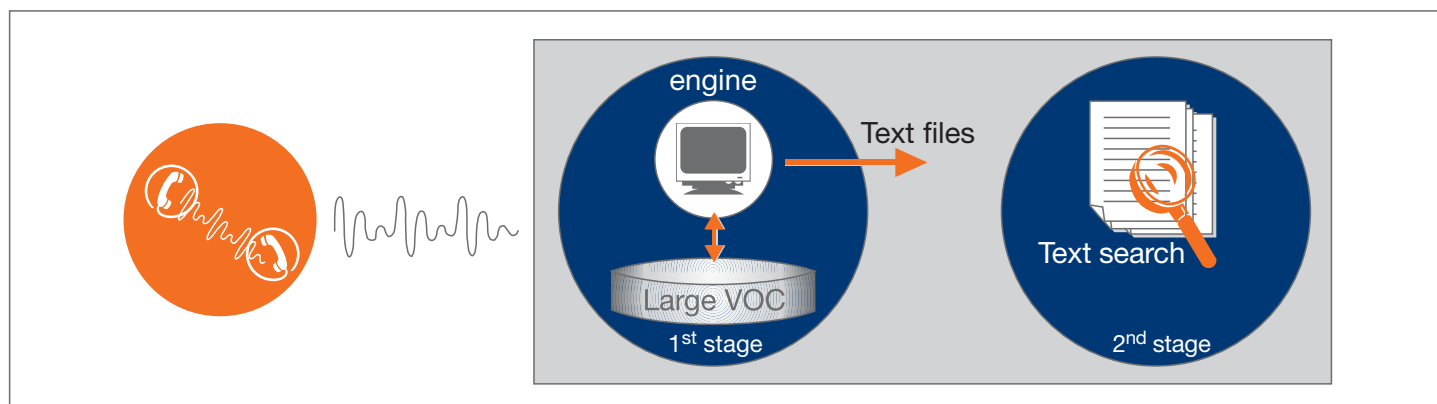 engine
Text files
Large VOC
1st stage
Text search
2nd stage